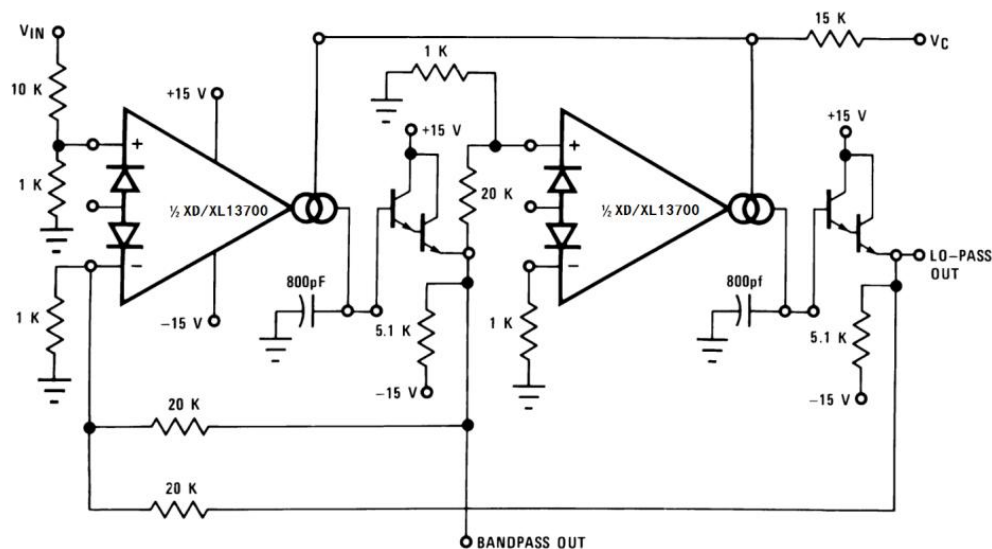 VIN
10 K
1 K
1 K
+
−
+15 V
−15 V
½ XD/XL13700
800pF
1 K
+15 V
20 K
5.1 K
−15 V
+
−
1 K
½ XD/XL13700
15 K
VC
800pf
+15 V
LO-PASS
OUT
5.1 K
−15 V
20 K
20 K
BANDPASS OUT